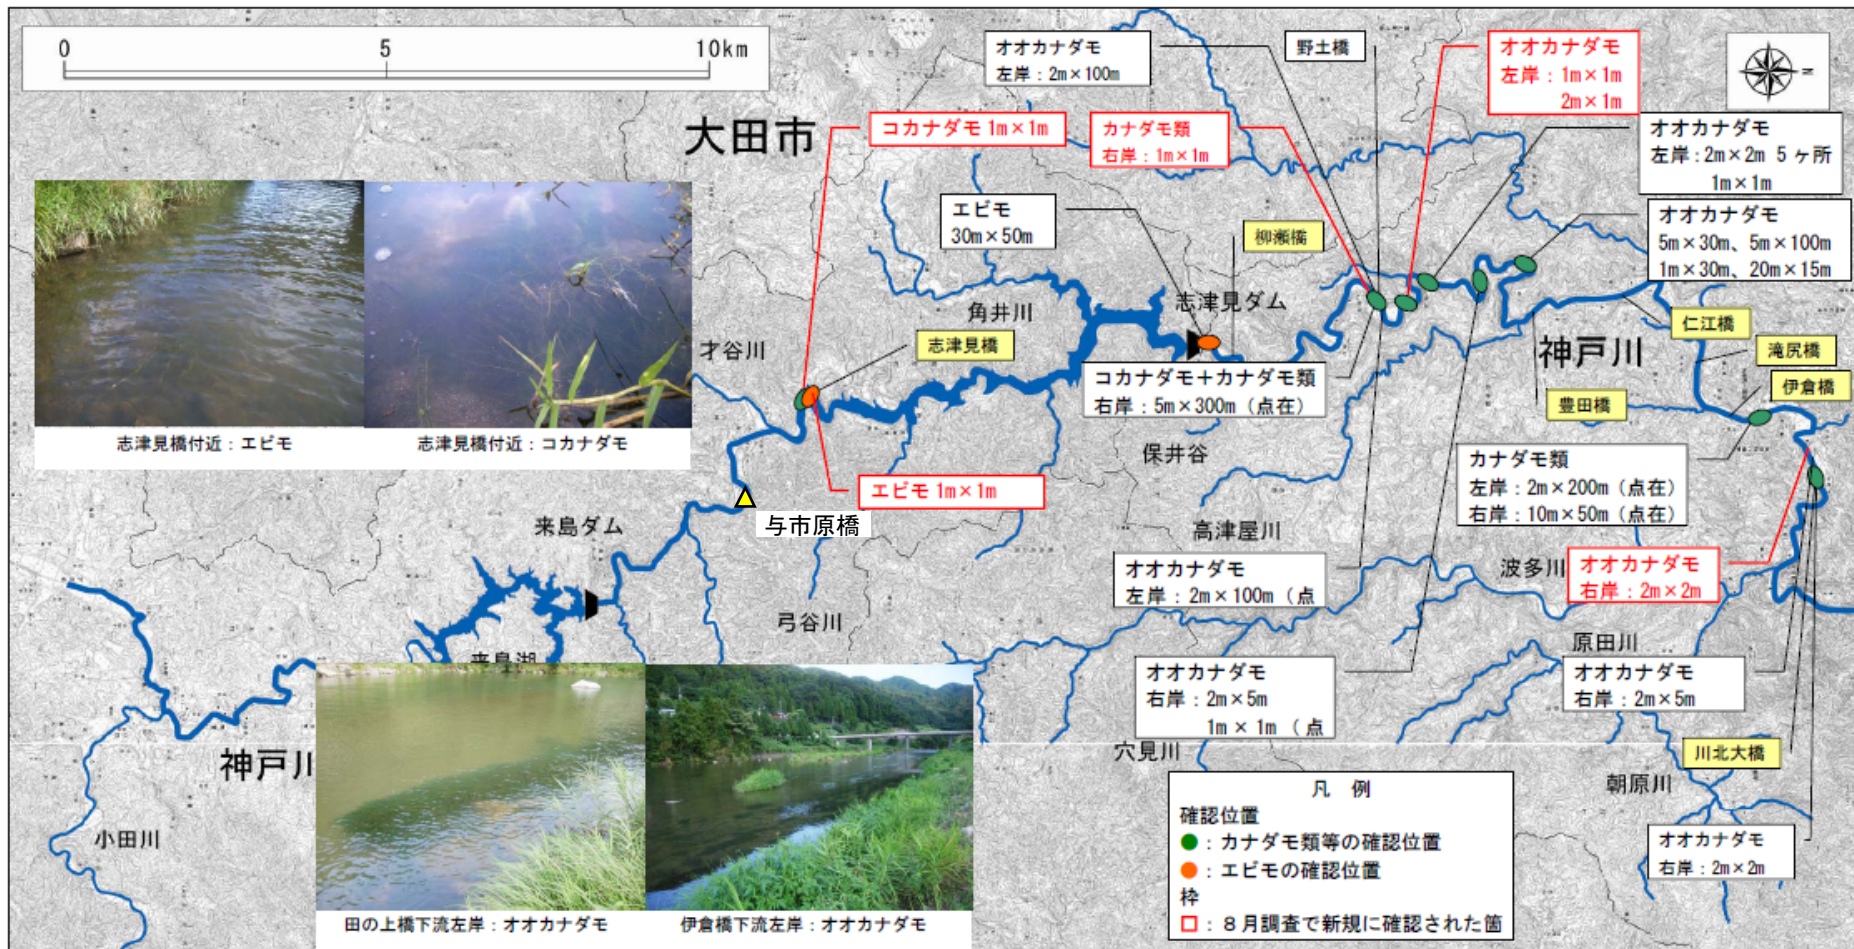 0 5 10km
オオカナダモ
左岸：2m×100m
野土橋
オオカナダモ
左岸：1m×1m
2m×1m
N
大田市
コカナダモ 1m×1m
カナダモ類
右岸：1m×1m
オオカナダモ
左岸：2m×2m 5 ヶ所
1m×1m
エビモ
30m×50m
柳瀬橋
オオカナダモ
5m×30m、5m×100m
1m×30m、20m×15m
角井川
志津見ダム
才谷川
志津見橋
神戸川
仁江橋
滝尻橋
伊倉橋
豊田橋
コカナダモ＋カナダモ類
右岸：5m×300m（点在）
志津見橋付近：エビモ
志津見橋付近：コカナダモ
保井谷
カナダモ類
左岸：2m×200m（点在）
右岸：10m×50m（点在）
エビモ 1m×1m
与市原橋
来島ダム
高津屋川
オオカナダモ
左岸：2m×100m（点
波多川
オオカナダモ
右岸：2m×2m
弓谷川
来島湖
原田川
オオカナダモ
右岸：2m×5m
1m×1m（点
オオカナダモ
右岸：2m×5m
神戸川
穴見川
川北大橋
朝原川
小田川
オオカナダモ
右岸：2m×2m
田の上橋下流左岸：オオカナダモ
伊倉橋下流左岸：オオカナダモ
凡 例
確認位置
●：カナダモ類等の確認位置
●：エビモの確認位置
枠
□：８月調査で新規に確認された箇